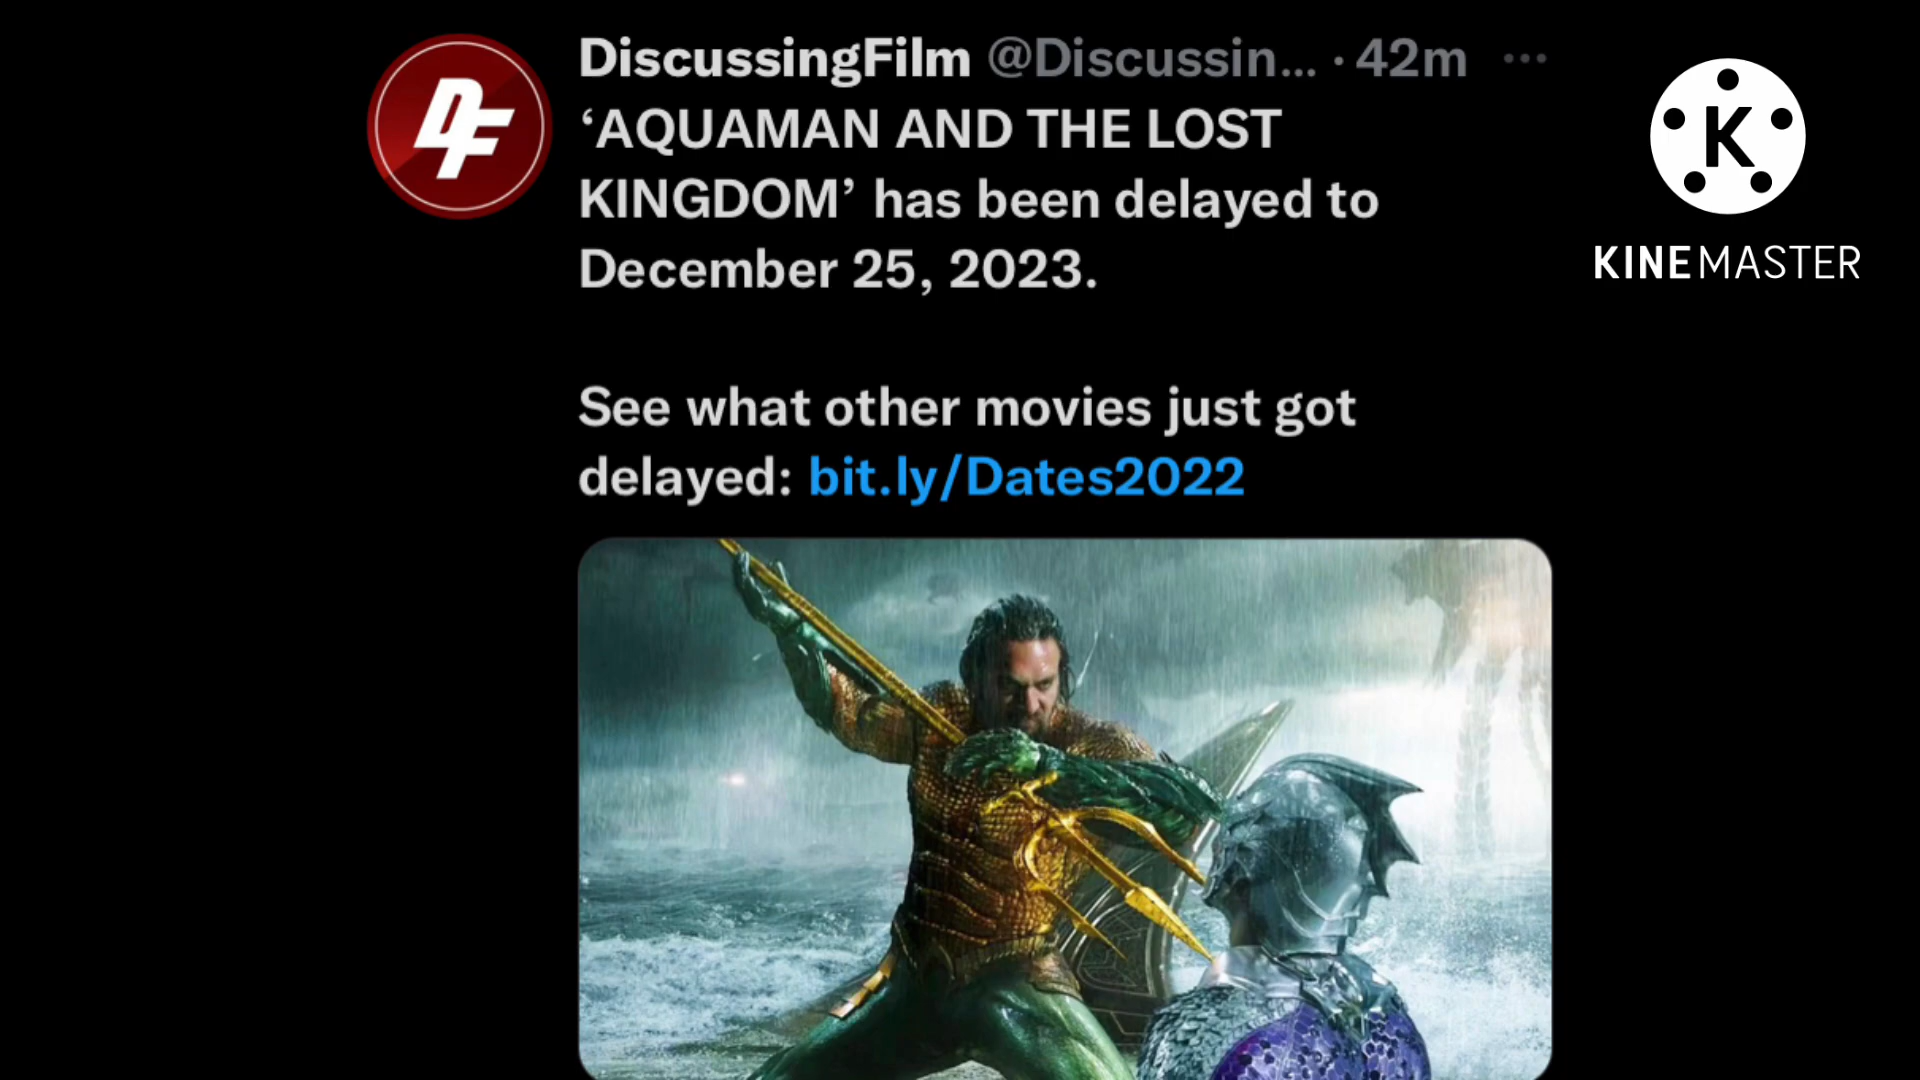 DiscussingFilm @Discussin... · 42m ...
‘AQUAMAN AND THE LOST
KINGDOM’ has been delayed to
December 25, 2023.
See what other movies just got
delayed: bit.ly/Dates2022
DF
K
KINEMASTER